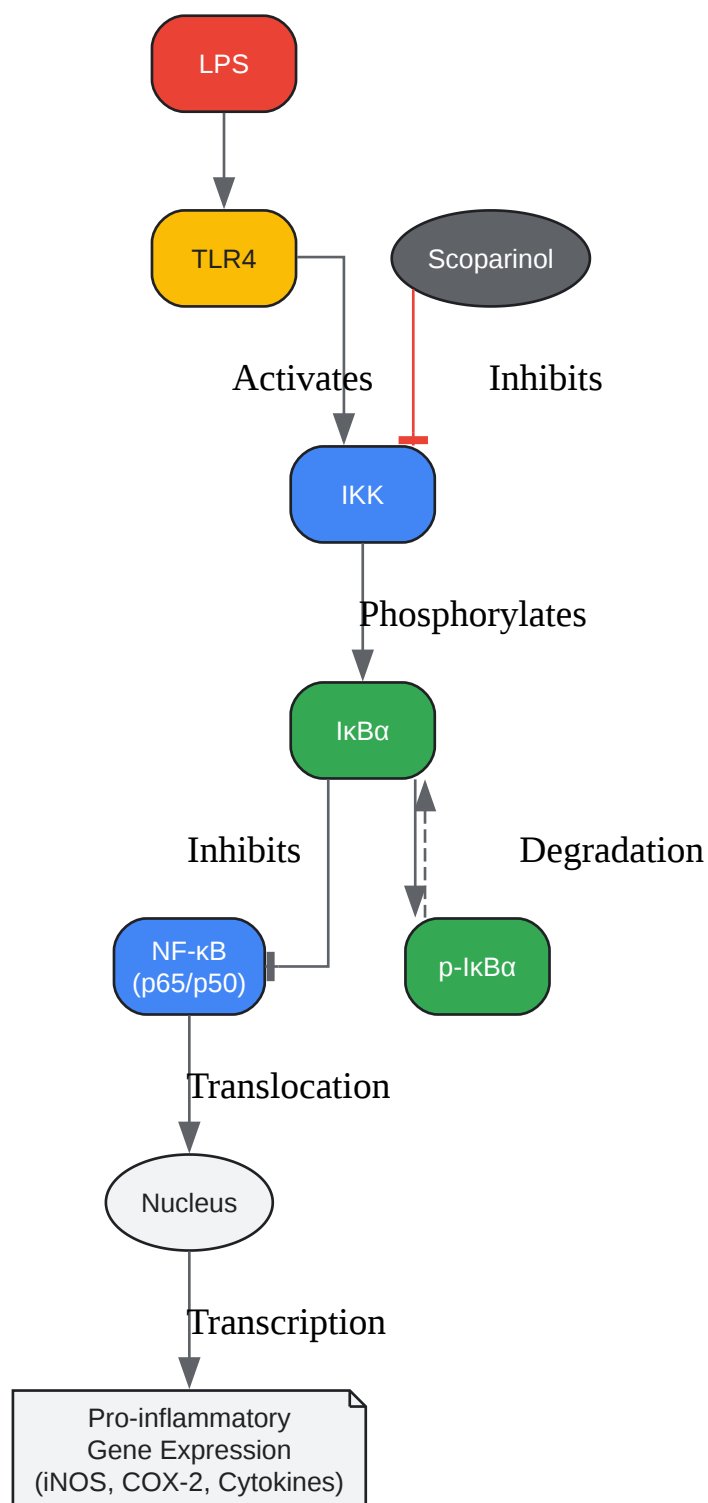 LPS
TLR4
Scoparinol
Activates
Inhibits
IKK
Phosphorylates
IκBα
Inhibits
Degradation
NF-κB
(p65/p50)
p-IκBα
Translocation
Nucleus
Transcription
Pro-inflammatory
Gene Expression
(iNOS, COX-2, Cytokines)